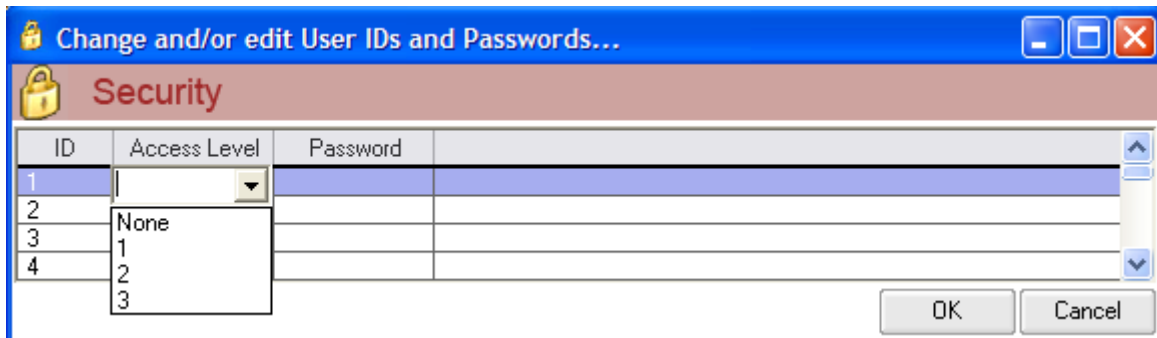 Change and/or edit User IDs and Passwords...
Security
ID Access Level Password
1
2
3
4
None
1
2
3
OK Cancel